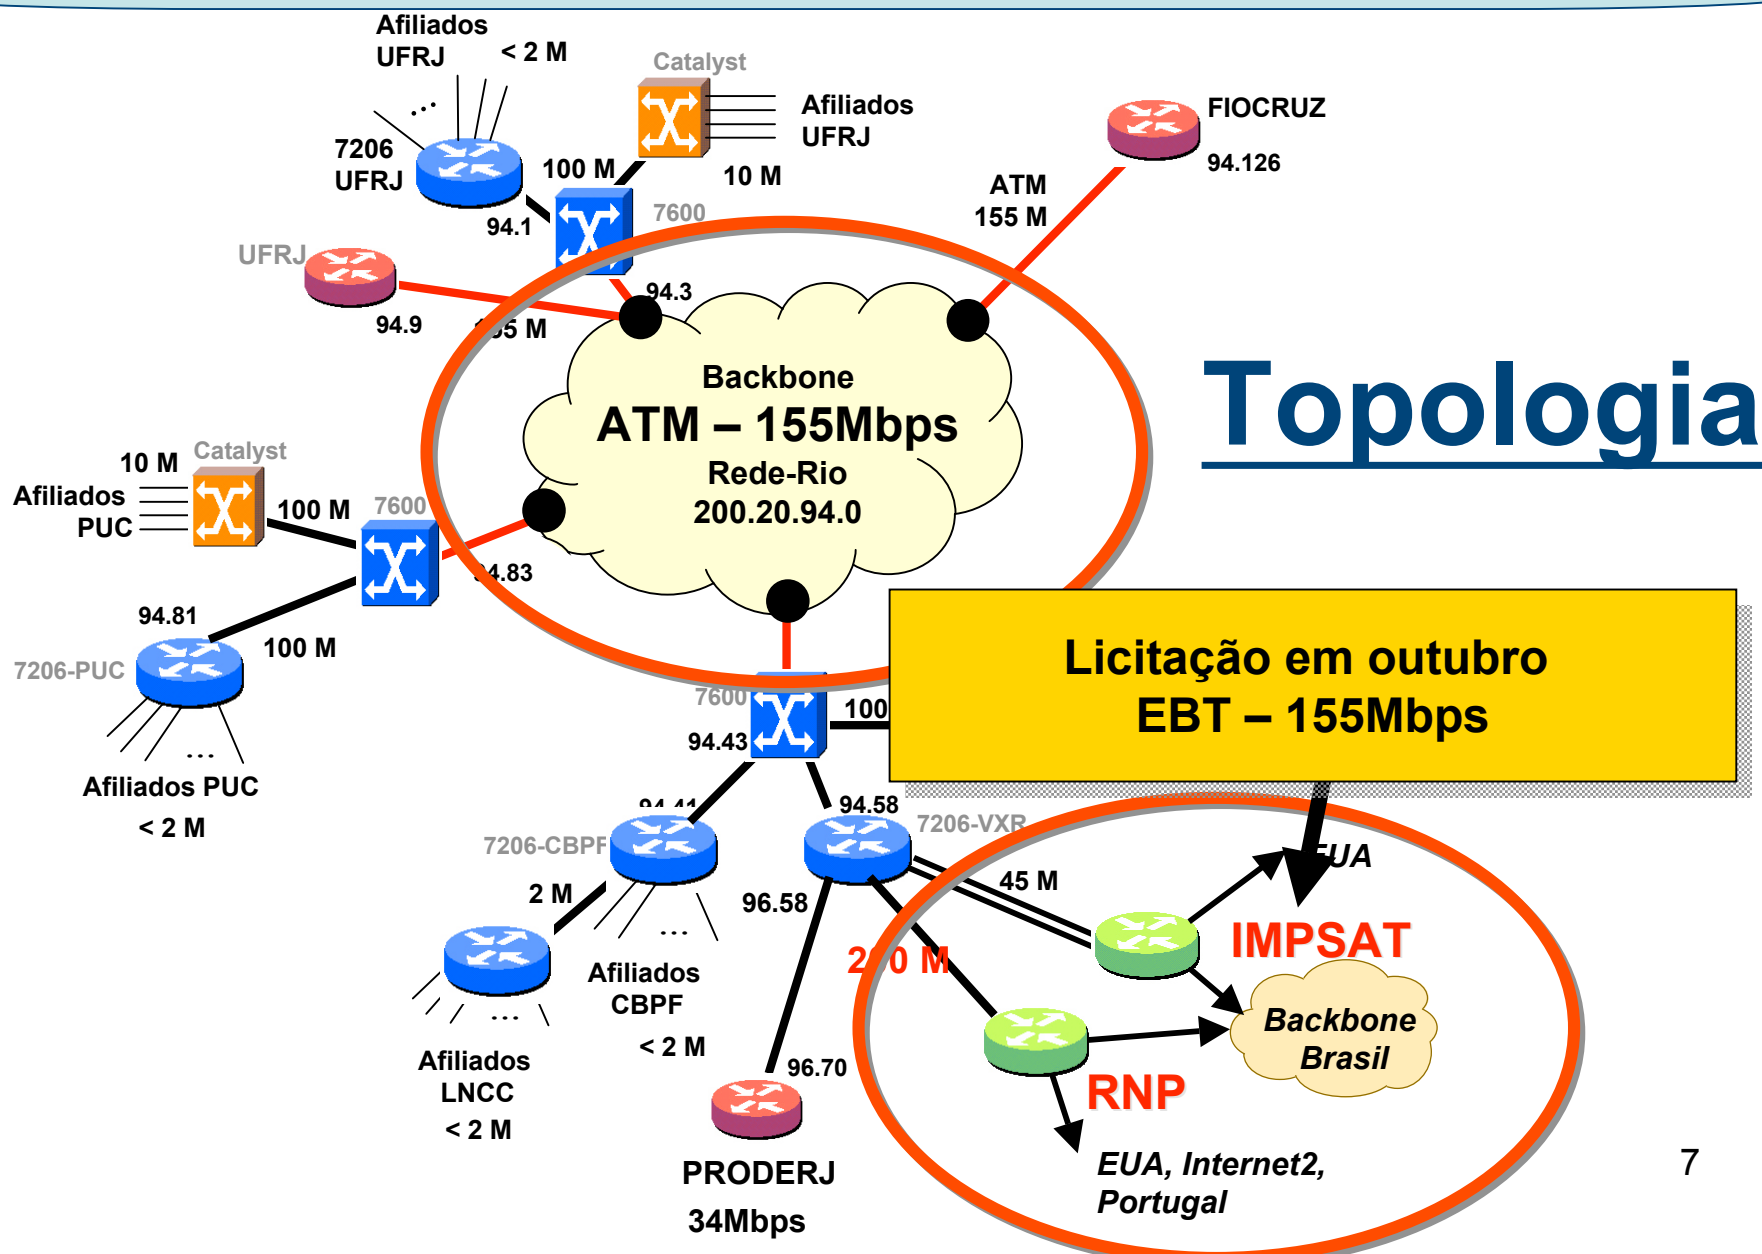 Afiliados
UFRJ
< 2 M
...
Catalyst
Afiliados
UFRJ
10 M
FIOCRUZ
94.126
7206
UFRJ
100 M
ATM
155 M
94.1
7600
UFRJ
94.3
94.9
Backbone
ATM – 155Mbps
Rede-Rio
200.20.94.0
Topologia
10 M
Catalyst
Afiliados
PUC
100 M
7600
94.81
100 M
7206-PUC
...
Afiliados PUC
< 2 M
Licitação em outubro
EBT – 155Mbps
7600
100
94.43
94.58
7206-VXR
7206-CBPF
2 M
96.58
45 M
IMPSAT
...
Afiliados
CBPF
< 2 M
...
Afiliados
LNCC
< 2 M
Backbone
Brasil
96.70
RNP
PRODERJ
34Mbps
EUA, Internet2,
Portugal
7